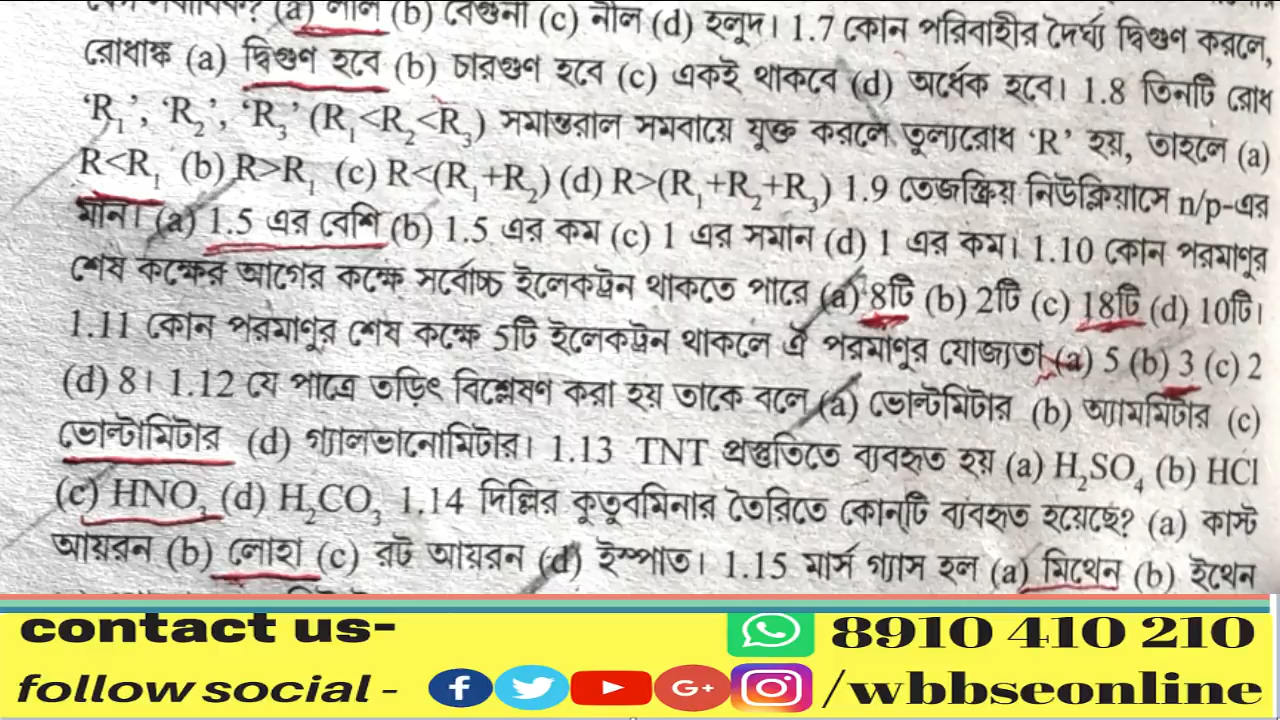 (a) লাল (b) বেগুনী (c) নীল (d) হলুদ। 1.7 কোন পরিবাহীর দৈর্ঘ্য দ্বিগুণ করলে,
রোধাঙ্ক (a) দ্বিগুণ হবে (b) চারগুণ হবে (c) একই থাকবে (d) অর্ধেক হবে। 1.8 তিনটি রোধ
‘R₁’, ‘R₂’, ‘R₃’ (R₁<R₂<R₃) সমান্তরাল সমবায়ে যুক্ত করলে তুল্যরোধ ‘R’ হয়, তাহলে (a)
R<R₁ (b) R>R₁ (c) R<(R₁+R₂) (d) R>(R₁+R₂+R₃) 1.9 তেজস্ক্রিয় নিউক্লিয়াসে n/p-এর
মান। (a) 1.5 এর বেশি (b) 1.5 এর কম (c) 1 এর সমান (d) 1 এর কম। 1.10 কোন পরমাণুর
শেষ কক্ষের আগের কক্ষে সর্বোচ্চ ইলেকট্রন থাকতে পারে (a) 8টি (b) 2টি (c) 18টি (d) 10টি।
1.11 কোন পরমাণুর শেষ কক্ষে 5টি ইলেকট্রন থাকলে ঐ পরমাণুর যোজ্যতা (a) 5 (b) 3 (c) 2
(d) 8। 1.12 যে পাত্রে তড়িৎ বিশ্লেষণ করা হয় তাকে বলে (a) ভোল্টমিটার (b) অ্যামমিটার (c)
ভোল্টামিটার (d) গ্যালভানোমিটার। 1.13 TNT প্রস্তুতিতে ব্যবহৃত হয় (a) H₂SO₄ (b) HCl
(c) HNO₃ (d) H₂CO₃ 1.14 দিল্লির কুতুবমিনার তৈরিতে কোন্‌টি ব্যবহৃত হয়েছে? (a) কাস্ট
আয়রন (b) লোহা (c) রট আয়রন (d) ইস্পাত। 1.15 মার্স গ্যাস হল (a) মিথেন (b) ইথেন
contact us- 8910 410 210
follow social - /wbbseonline